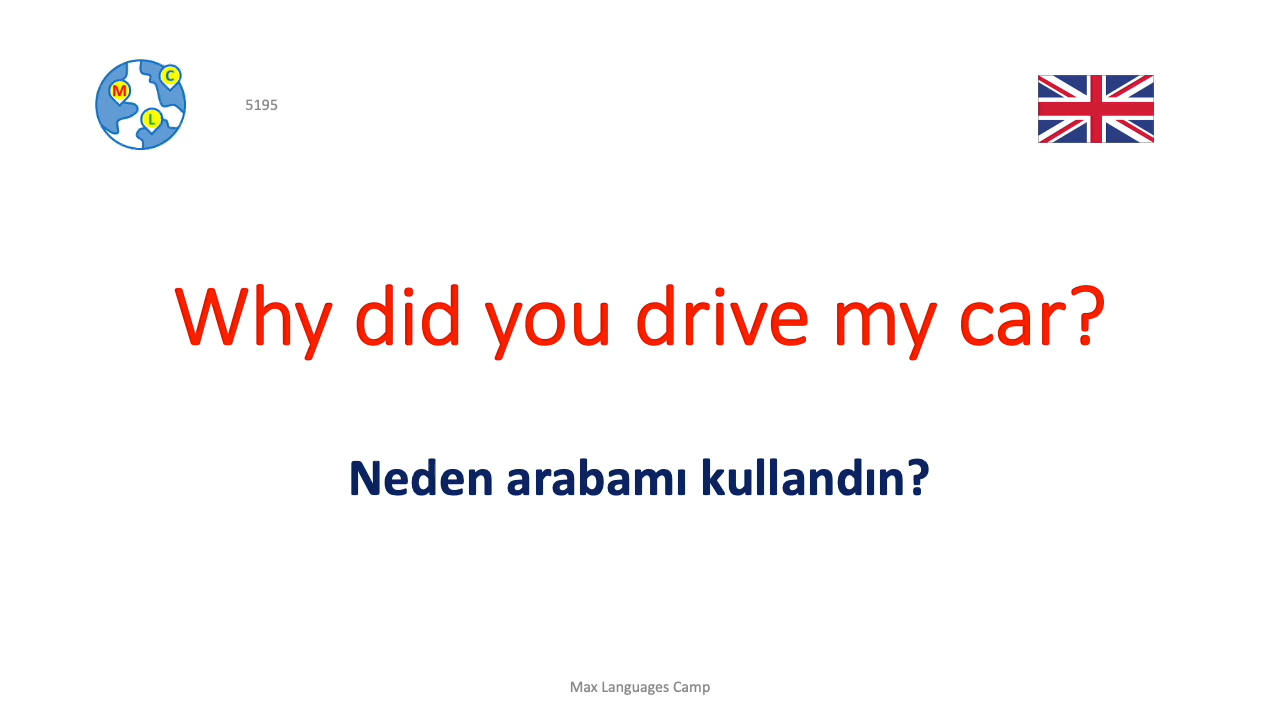 M
C
L
5195
Why did you drive my car?
Neden arabamı kullandın?
Max Languages Camp